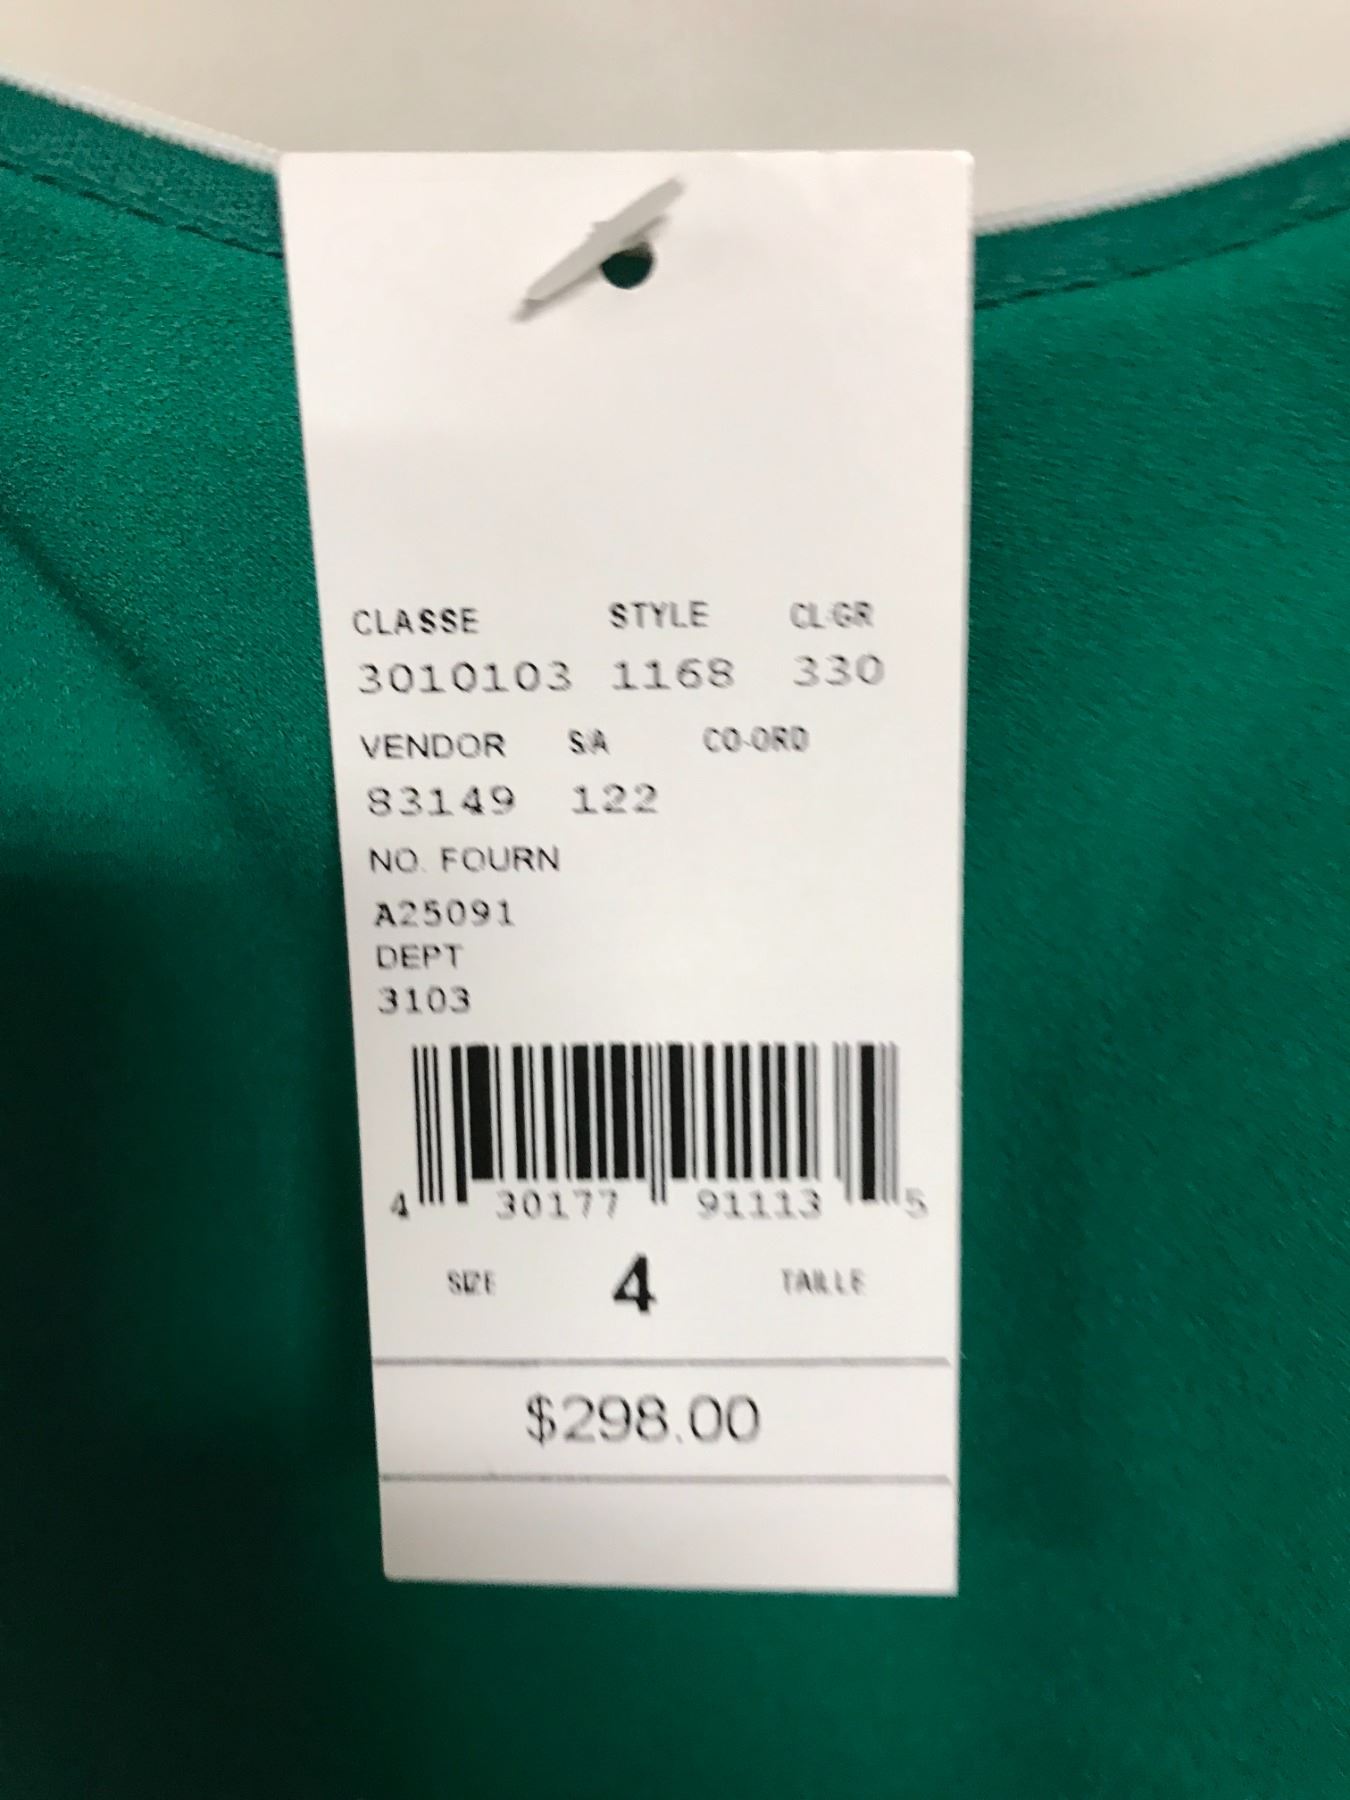 CLASSE STYLE CL-GR
3010103 1168 330
VENDOR S/A CO-ORD
83149 122
NO. FOURN
A25091
DEPT
3103
4 30177 91113 5
SIZE 4 TAILLE
$298.00